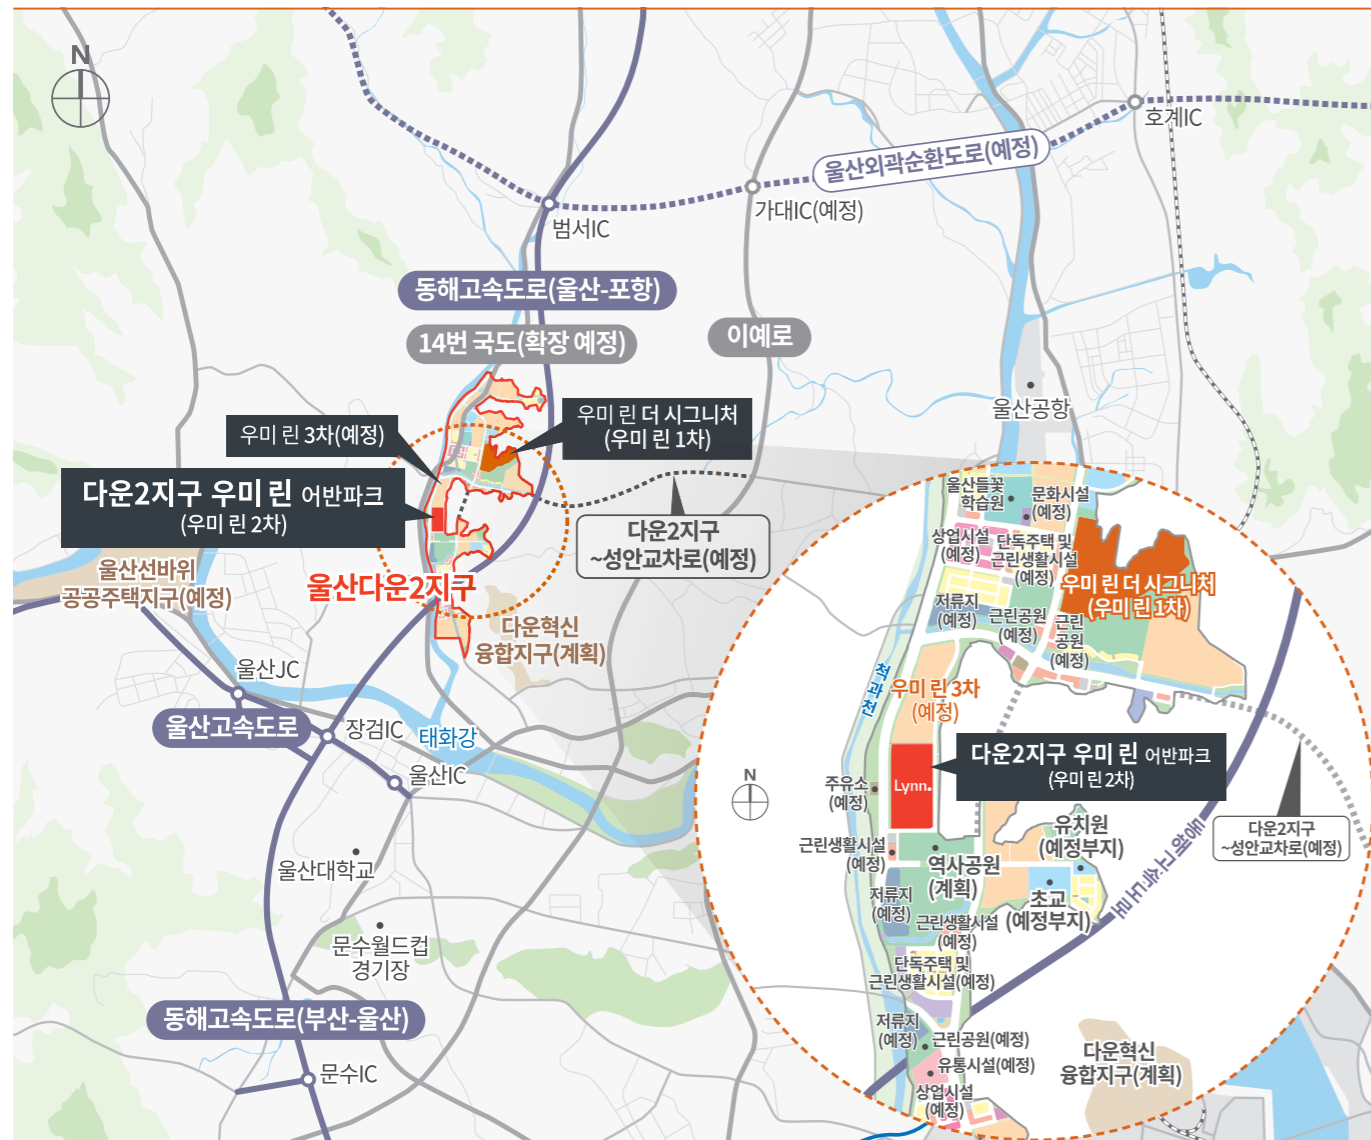 N
호계IC
울산외곽순환도로(예정)
가대IC(예정)
범서IC
동해고속도로(울산-포항)
14번 국도(확장 예정)
이예로
울산공항
우미 린 3차(예정)
우미 린 더 시그니처
(우미 린 1차)
다운2지구 우미 린 어반파크
(우미 린 2차)
다운2지구
~성안교차로(예정)
울산선바위
공공주택지구(예정)
울산다운2지구
다운혁신
융합지구(계획)
울산JC
울산고속도로
장검IC
태화강
울산IC
울산대학교
문수월드컵
경기장
동해고속도로(부산-울산)
문수IC
울산들꽃
학습원
문화시설
(예정)
상업시설
(예정)
단독주택 및
근린생활시설
(예정)
우미 린 더 시그니처
(우미 린 1차)
저류지
(예정)
근린공원
(예정)
근린
공원
(예정)
척과천
우미 린 3차
(예정)
다운2지구 우미 린 어반파크
(우미 린 2차)
N
Lynn.
주유소
(예정)
근린생활시설
(예정)
역사공원
(계획)
유치원
(예정부지)
다운2지구
~성안교차로(예정)
동해고속도로
초교
(예정부지)
저류지
(예정)
근린생활시설
(예정)
단독주택 및
근린생활시설(예정)
저류지
(예정)
근린공원(예정)
유통시설(예정)
상업시설
(예정)
다운혁신
융합지구(계획)